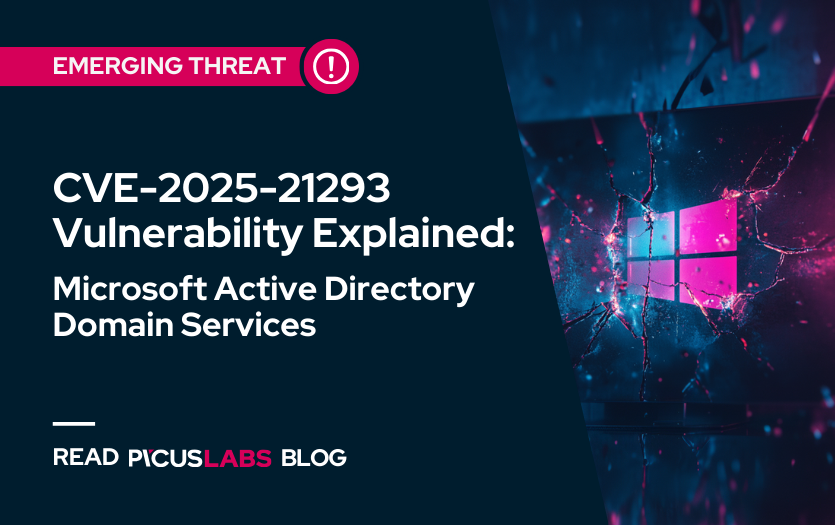 EMERGING THREAT
CVE-2025-21293
Vulnerability Explained:
Microsoft Active Directory
Domain Services
READ PICUSLABS BLOG